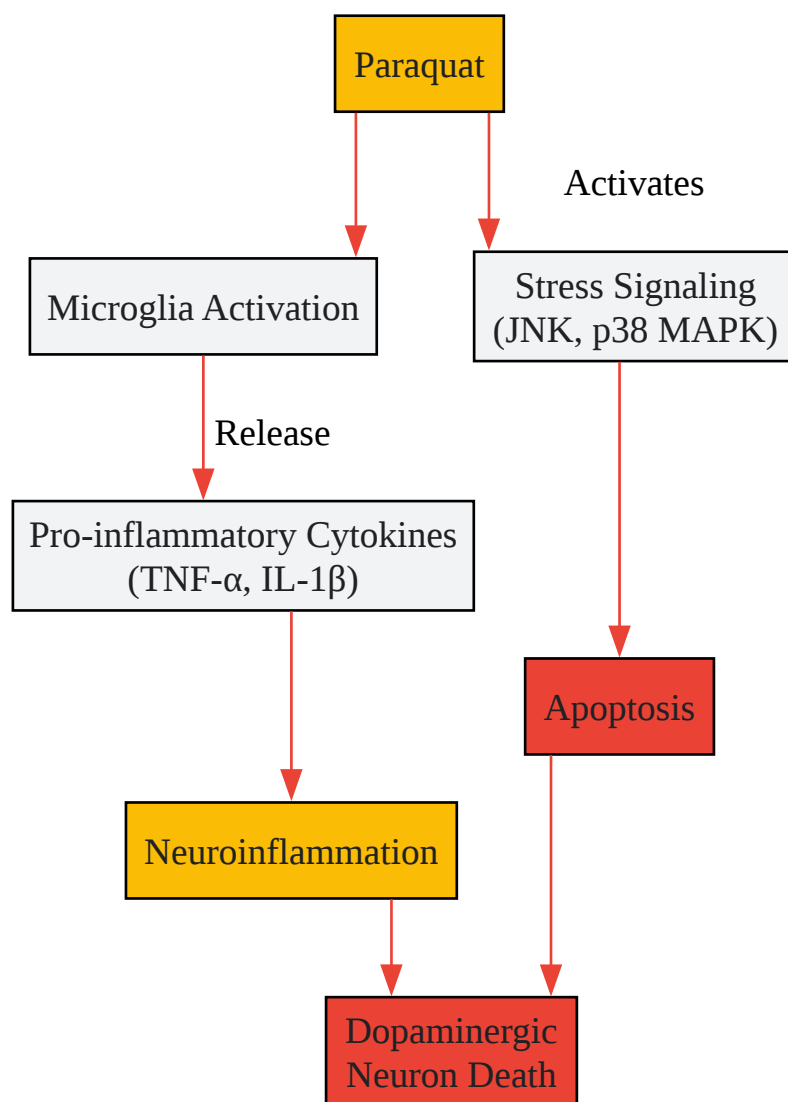 Paraquat
Activates
Microglia Activation
Stress Signaling
(JNK, p38 MAPK)
Release
Pro-inflammatory Cytokines
(TNF-α, IL-1β)
Apoptosis
Neuroinflammation
Dopaminergic
Neuron Death